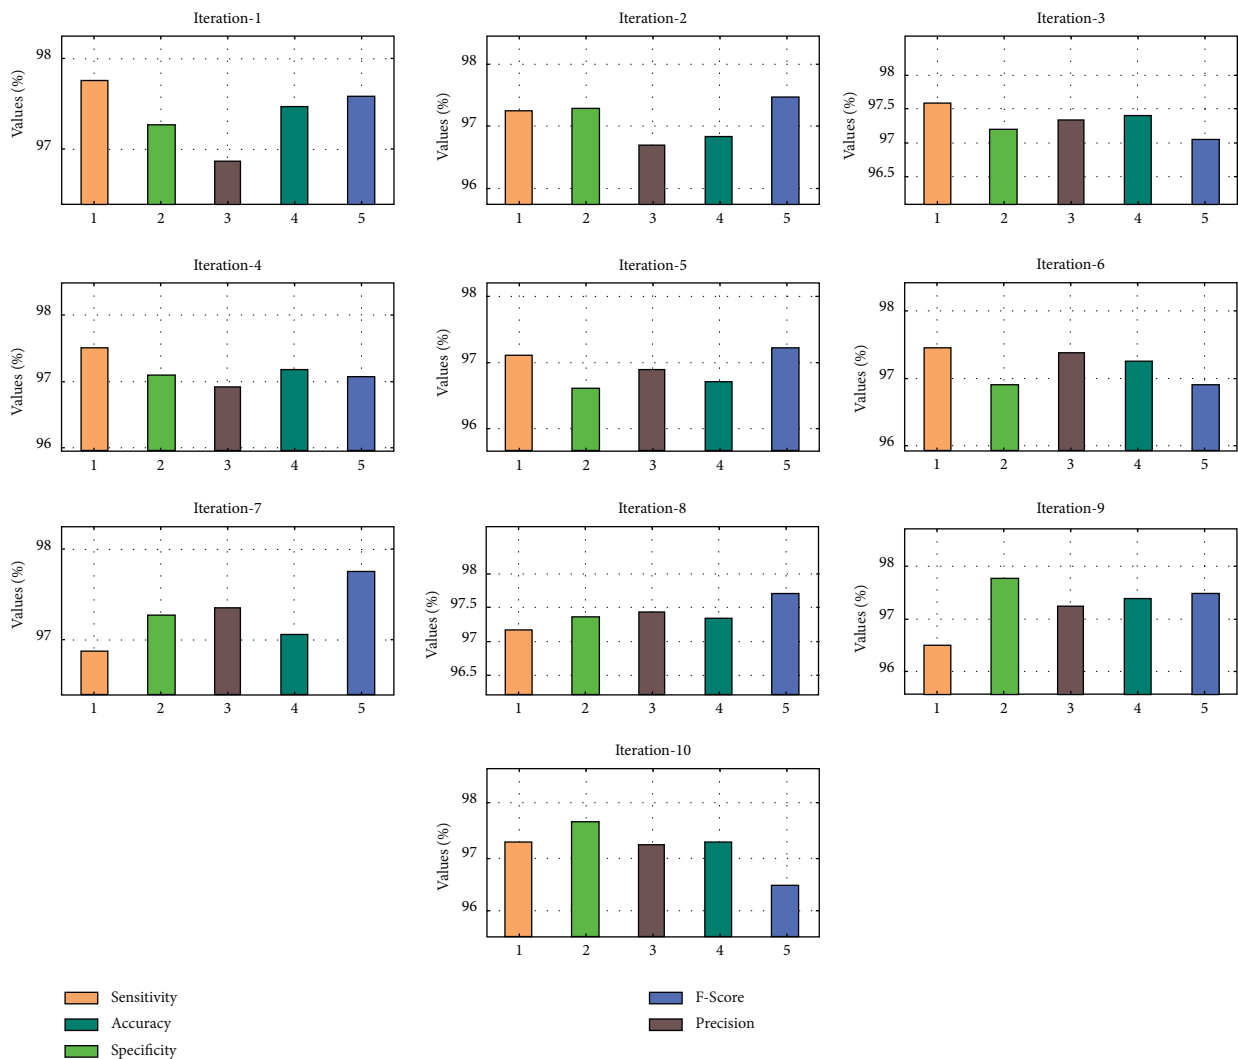 Iteration-1
Values (%)
98
97
1 2 3 4 5
Iteration-2
Values (%)
98
97
96
1 2 3 4 5
Iteration-3
Values (%)
98
97.5
97
96.5
1 2 3 4 5
Iteration-4
Values (%)
98
97
96
1 2 3 4 5
Iteration-5
Values (%)
98
97
96
1 2 3 4 5
Iteration-6
Values (%)
98
97
96
1 2 3 4 5
Iteration-7
Values (%)
98
97
1 2 3 4 5
Iteration-8
Values (%)
98
97.5
97
96.5
1 2 3 4 5
Iteration-9
Values (%)
98
97
96
1 2 3 4 5
Iteration-10
Values (%)
98
97
96
1 2 3 4 5
Sensitivity
Accuracy
Specificity
F-Score
Precision